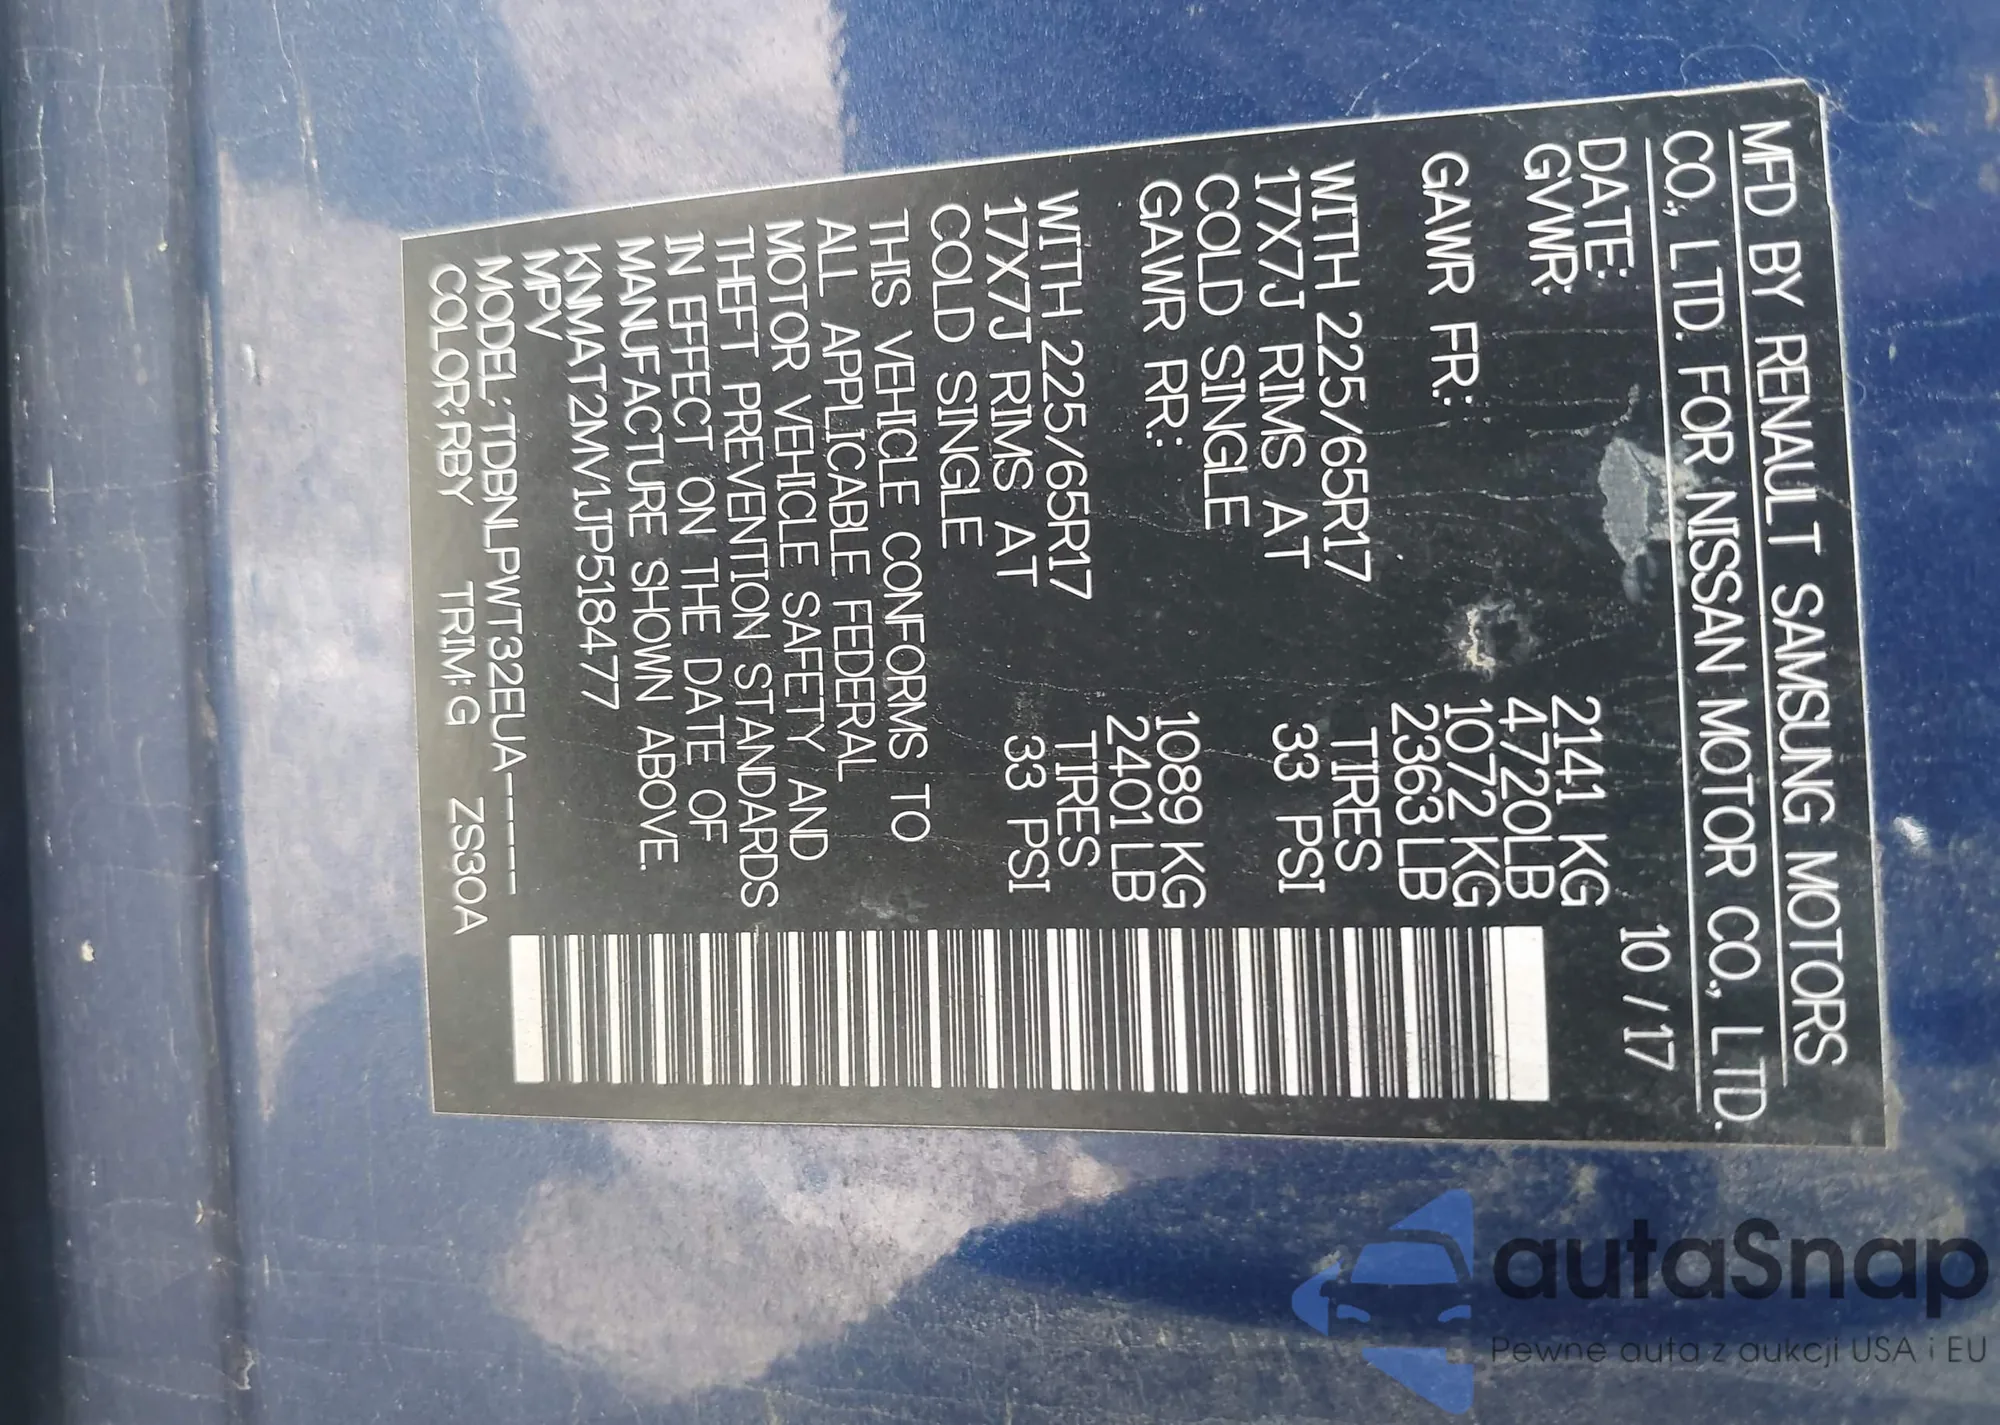 MFD BY RENAULT SAMSUNG MOTORS
CO., LTD. FOR NISSAN MOTOR CO., LTD.
DATE: 10 / 17
GVWR: 2141 KG
4720LB
GAWR FR.: 1072 KG
2363LB
WITH 225/65R17 TIRES
17X7J RIMS AT 33 PSI
COLD SINGLE
GAWR RR.: 1089 KG
2401LB
WITH 225/65R17 TIRES
17X7J RIMS AT 33 PSI
COLD SINGLE
THIS VEHICLE CONFORMS TO
ALL APPLICABLE FEDERAL
MOTOR VEHICLE SAFETY AND
THEFT PREVENTION STANDARDS
IN EFFECT ON THE DATE OF
MANUFACTURE SHOWN ABOVE.
KNMAT2MV1JP518477
MPV
MODEL: TDBNLPWT32EUA-----
COLOR:RBY TRIM: G ZS30A
autaSnap
Pewne auta z aukcji USA i EU